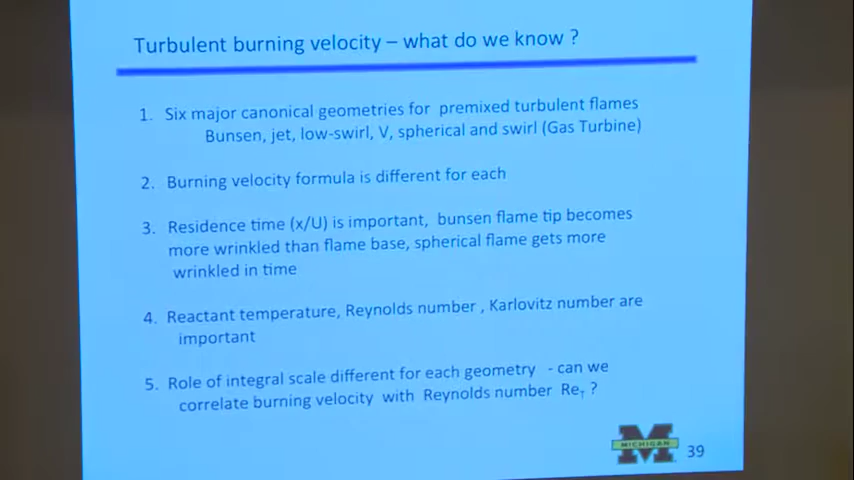 Turbulent burning velocity – what do we know ?
1. Six major canonical geometries for premixed turbulent flames
Bunsen, jet, low-swirl, V, spherical and swirl (Gas Turbine)
2. Burning velocity formula is different for each
3. Residence time (x/U) is important, bunsen flame tip becomes
more wrinkled than flame base, spherical flame gets more
wrinkled in time
4. Reactant temperature, Reynolds number , Karlovitz number are
important
5. Role of integral scale different for each geometry - can we
correlate burning velocity with Reynolds number Re_T ?
MICHIGAN
39